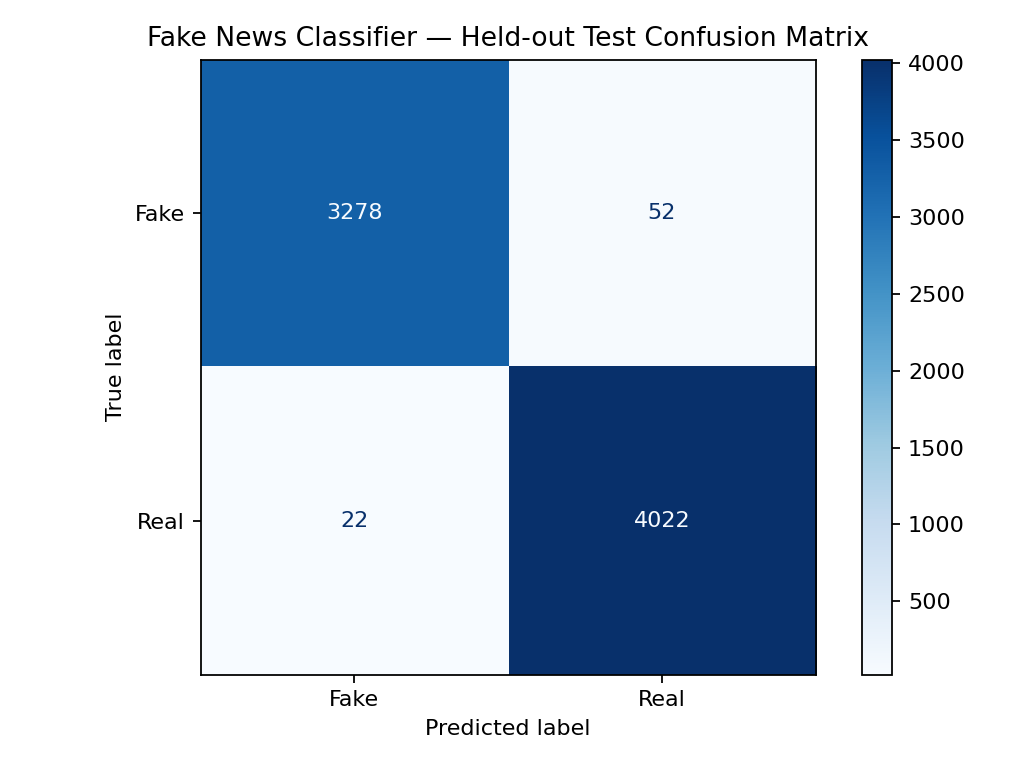 Fake News Classifier — Held-out Test Confusion Matrix
4000
3500
3000
2500
2000
1500
1000
500
True label
Fake
3278
52
Real
22
4022
Fake
Real
Predicted label